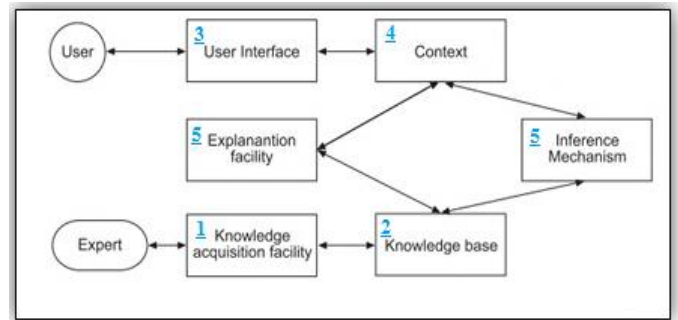 User
3
User Interface
4
Context
5
Explanantion
facility
5
Inference
Mechanism
Expert
1
Knowledge
acquisition facility
2
Knowledge base